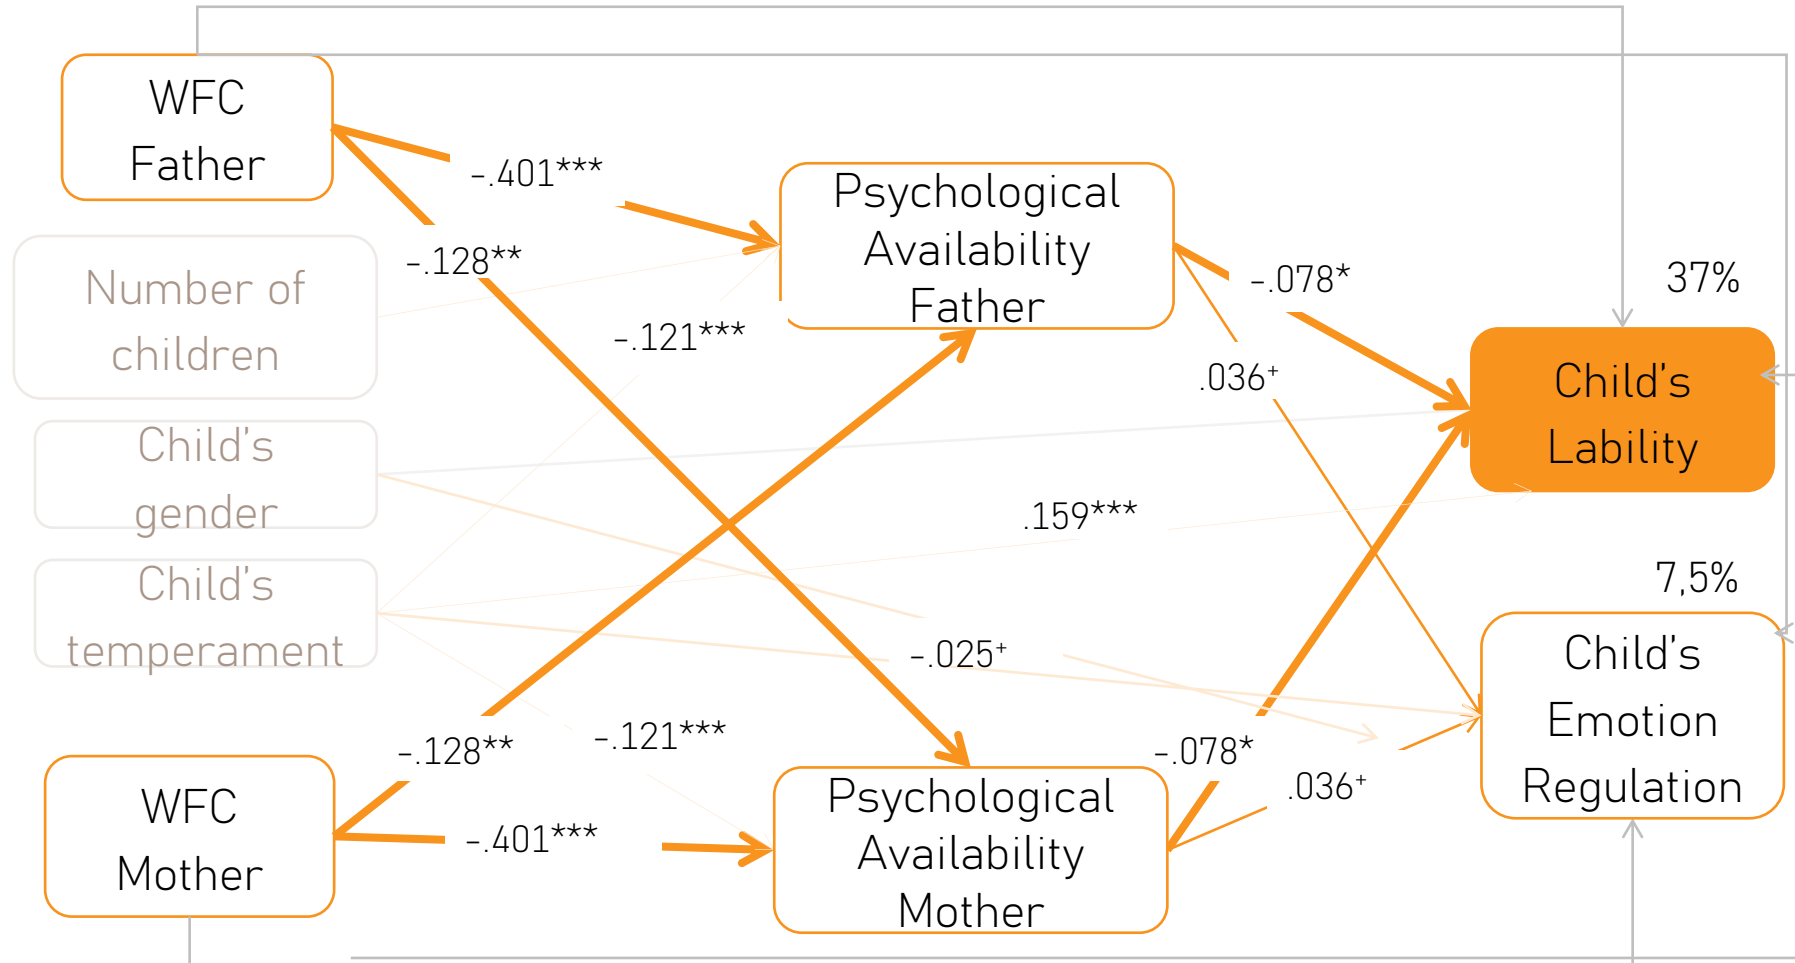 WFC
Father
Number of
children
Child's
gender
Child's
temperament
WFC
Mother
-.401***
-.128**
-.121***
-.128**
-.121***
-.401***
Psychological
Availability
Father
Psychological
Availability
Mother
-.078*
.036+
.159***
-.025+
-.078*
.036+
37%
Child's
Lability
7,5%
Child's
Emotion
Regulation